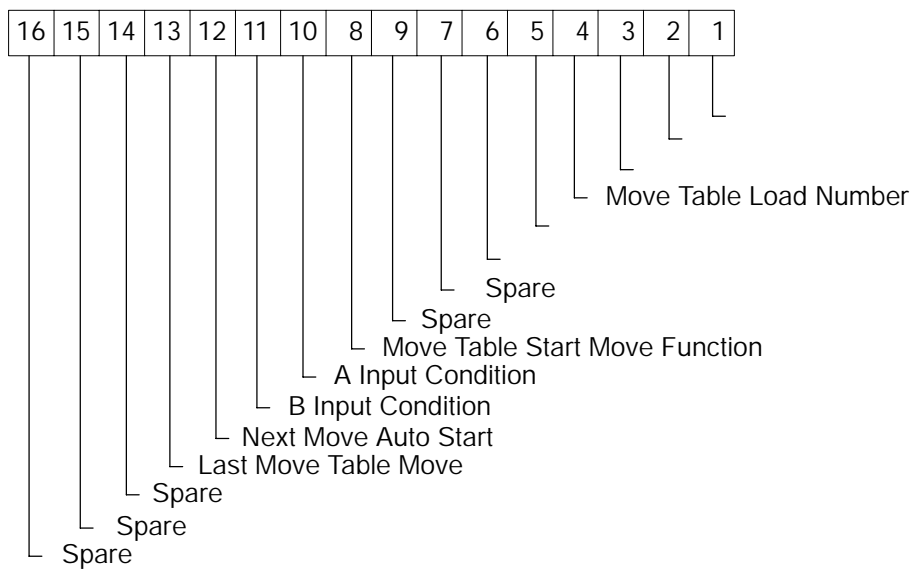 16 15 14 13 12 11 10 8 9 7 6 5 4 3 2 1
Move Table Load Number
Spare
Spare
Move Table Start Move Function
A Input Condition
B Input Condition
Next Move Auto Start
Last Move Table Move
Spare
Spare
Spare